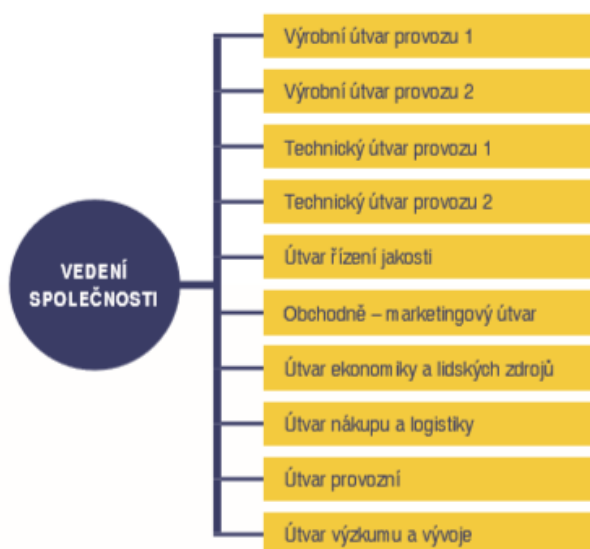 VEDENÍ
SPOLEČNOSTI
Výrobní útvar provozu 1
Výrobní útvar provozu 2
Technický útvar provozu 1
Technický útvar provozu 2
Útvar řízení jakosti
Obchodně – marketingový útvar
Útvar ekonomiky a lidských zdrojů
Útvar nákupu a logistiky
Útvar provozní
Útvar výzkumu a vývoje